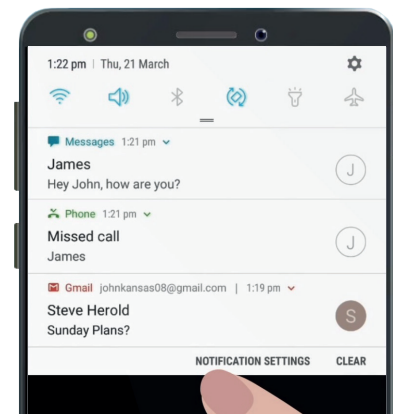 1:22 pm | Thu, 21 March
Messages 1:21 pm
James
Hey John, how are you?
J
Phone 1:21 pm
Missed call
James
J
Gmail johnkansas08@gmail.com | 1:19 pm
Steve Herold
Sunday Plans?
S
NOTIFICATION SETTINGS CLEAR